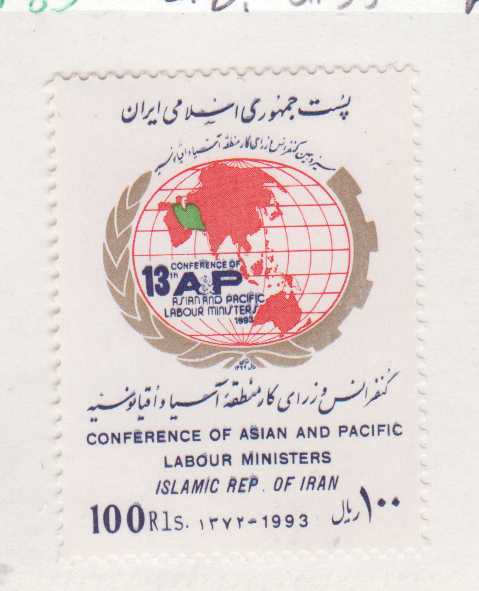 پست جمهوری اسلامی ایران
سیزدهمین کنفرانس وزرای کار منطقه آسیا و اقیانوسیه
CONFERENCE OF
13th A&P
ASIAN AND PACIFIC
LABOUR MINISTERS
1993
کنفرانس وزرای کار منطقه آسیا و اقیانوسیه
CONFERENCE OF ASIAN AND PACIFIC
LABOUR MINISTERS
ISLAMIC REP. OF IRAN
100Rls. ۱۳۷۲-1993 ۱۰۰ ریال